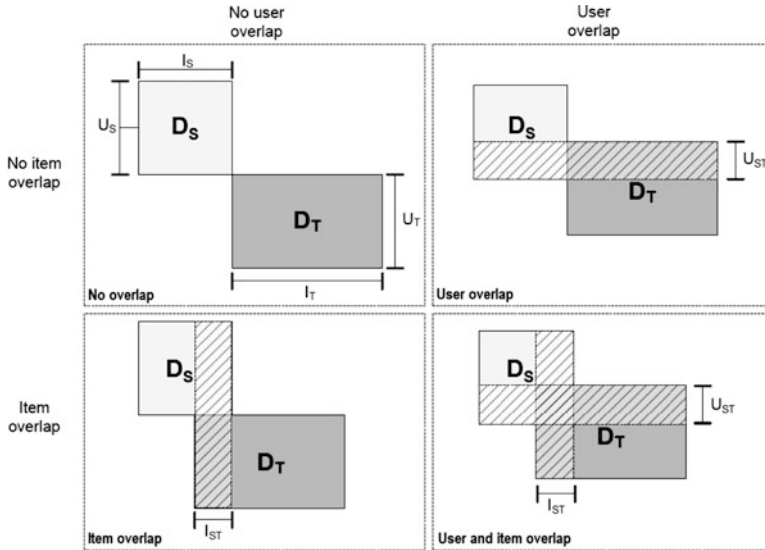 No user
overlap
User
overlap
No item
overlap
I_S
U_S
D_S
D_T
U_T
I_T
No overlap
D_S
U_ST
D_T
User overlap
Item
overlap
D_S
D_T
I_ST
Item overlap
D_S
U_ST
D_T
I_ST
User and item overlap